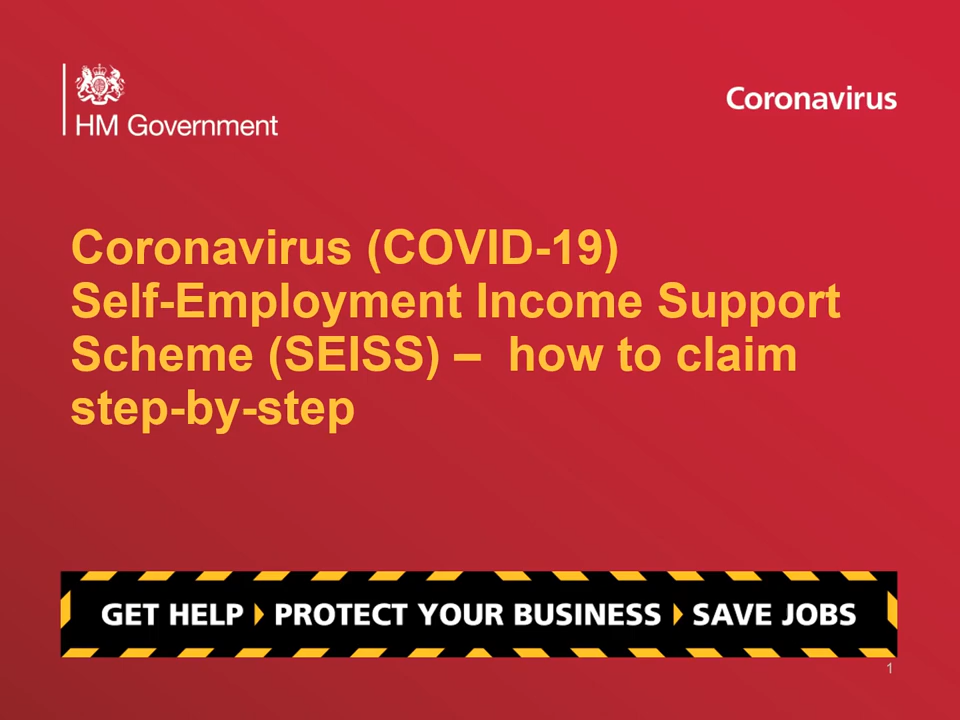 HM Government
Coronavirus
Coronavirus (COVID-19)
Self-Employment Income Support
Scheme (SEISS) –  how to claim
step-by-step
GET HELP > PROTECT YOUR BUSINESS > SAVE JOBS
1